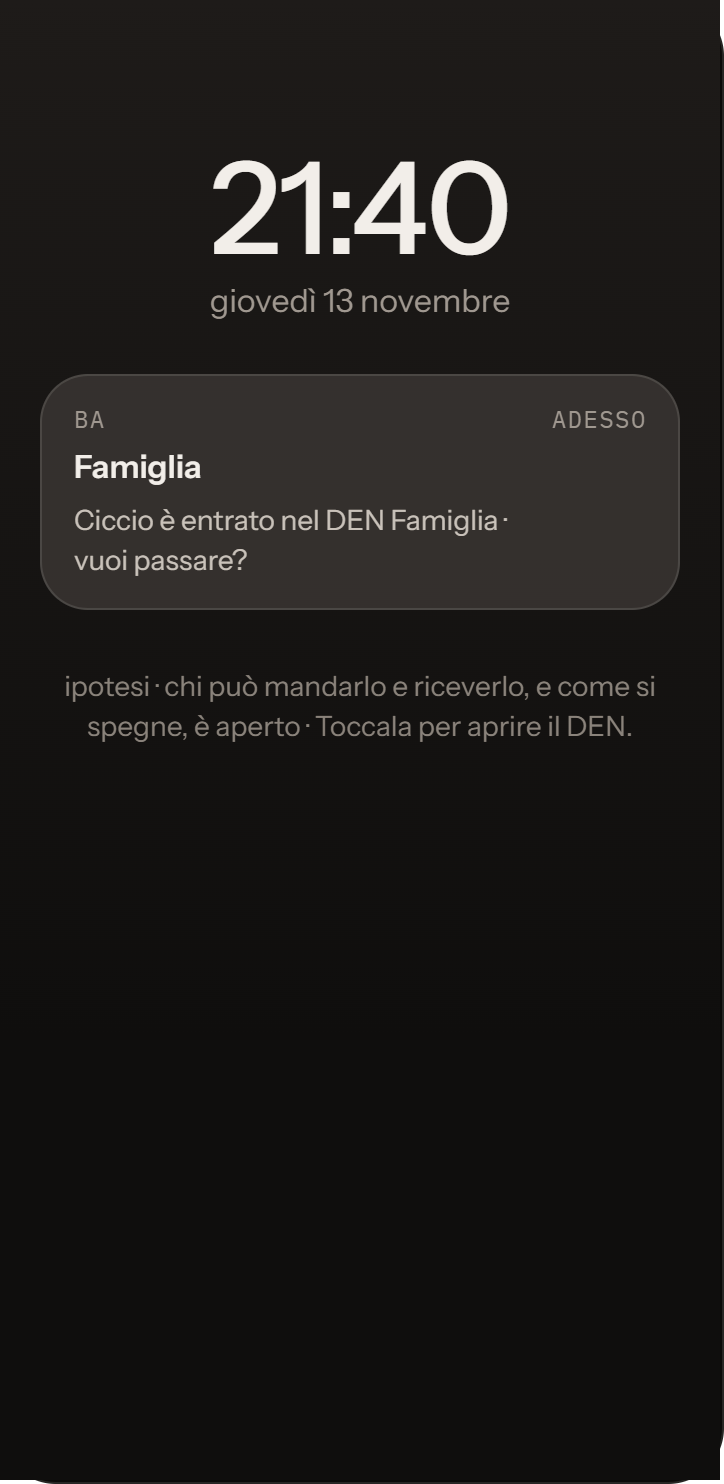 21:40
giovedì 13 novembre
BA
ADESSO
Famiglia
Ciccio è entrato nel DEN Famiglia ·
vuoi passare?
ipotesi · chi può mandarlo e riceverlo, e come si
spegne, è aperto · Toccala per aprire il DEN.